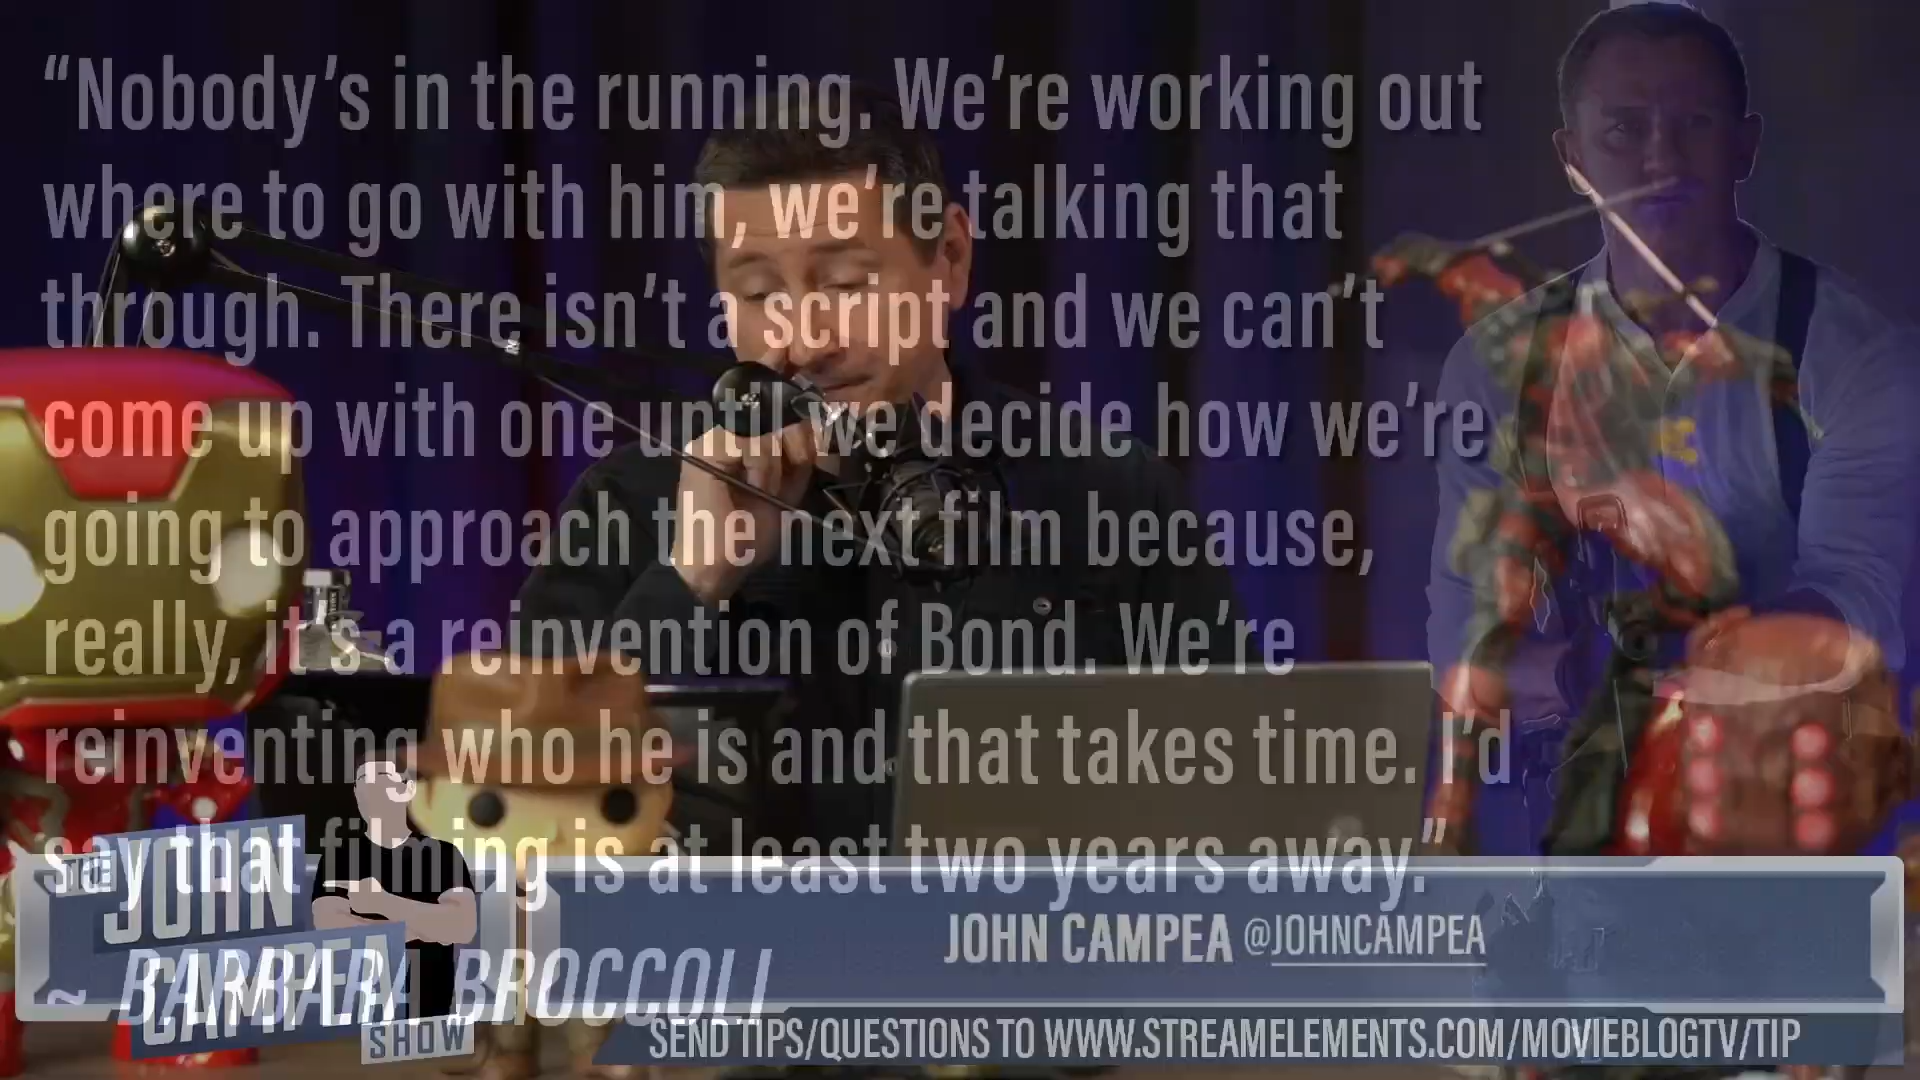 “Nobody’s in the running. We’re working out
where to go with him, we’re talking that
through. There isn’t a script and we can’t
come up with one until we decide how we’re
going to approach the next film because,
really, it’s a reinvention of Bond. We’re
reinventing who he is and that takes time. I’d
say that filming is at least two years away.”
~ BARBARA BROCCOLI
THE
JOHN
CAMPEA
SHOW
JOHN CAMPEA @JOHNCAMPEA
SEND TIPS/QUESTIONS TO WWW.STREAMELEMENTS.COM/MOVIEBLOGTV/TIP